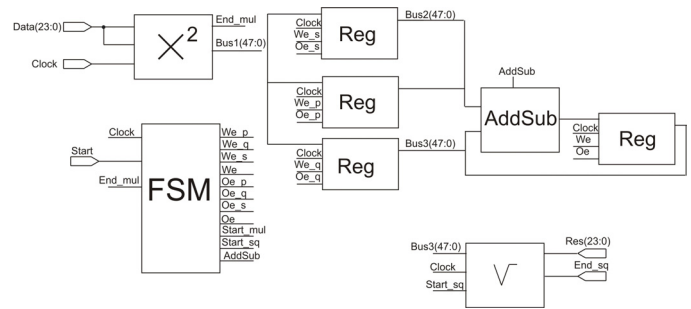 Data(23:0)
Clock
X²
End_mul
Bus1(47:0)
Clock
We_s
Oe_s
Reg
Bus2(47:0)
Clock
We_p
Oe_p
Reg
Clock
We_q
Oe_q
Reg
Bus3(47:0)
AddSub
AddSub
Clock
We
Oe
Reg
Clock
Start
End_mul
FSM
We_p
We_q
We_s
We
Oe_p
Oe_q
Oe_s
Oe
Start_mul
Start_sq
AddSub
Bus3(47:0)
Clock
Start_sq
√
Res(23:0)
End_sq